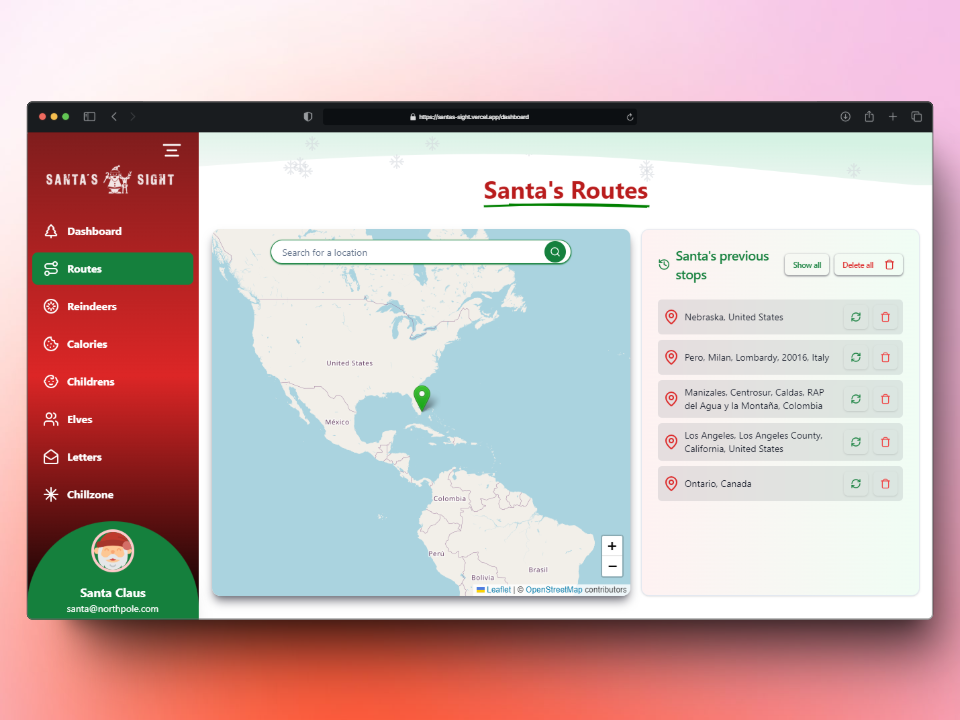 https://santas-sight.vercel.app/dashboard
SANTA'S SIGHT
Dashboard
Routes
Reindeers
Calories
Childrens
Elves
Letters
Chillzone
Santa Claus
santa@northpole.com
Santa's Routes
Search for a location
United States
México
Colombia
Perú
Brasil
Bolivia
+
−
Leaflet | © OpenStreetMap contributors
Santa's previous
stops
Show all
Delete all
Nebraska, United States
Pero, Milan, Lombardy, 20016, Italy
Manizales, Centrosur, Caldas, RAP
del Agua y la Montaña, Colombia
Los Angeles, Los Angeles County,
California, United States
Ontario, Canada